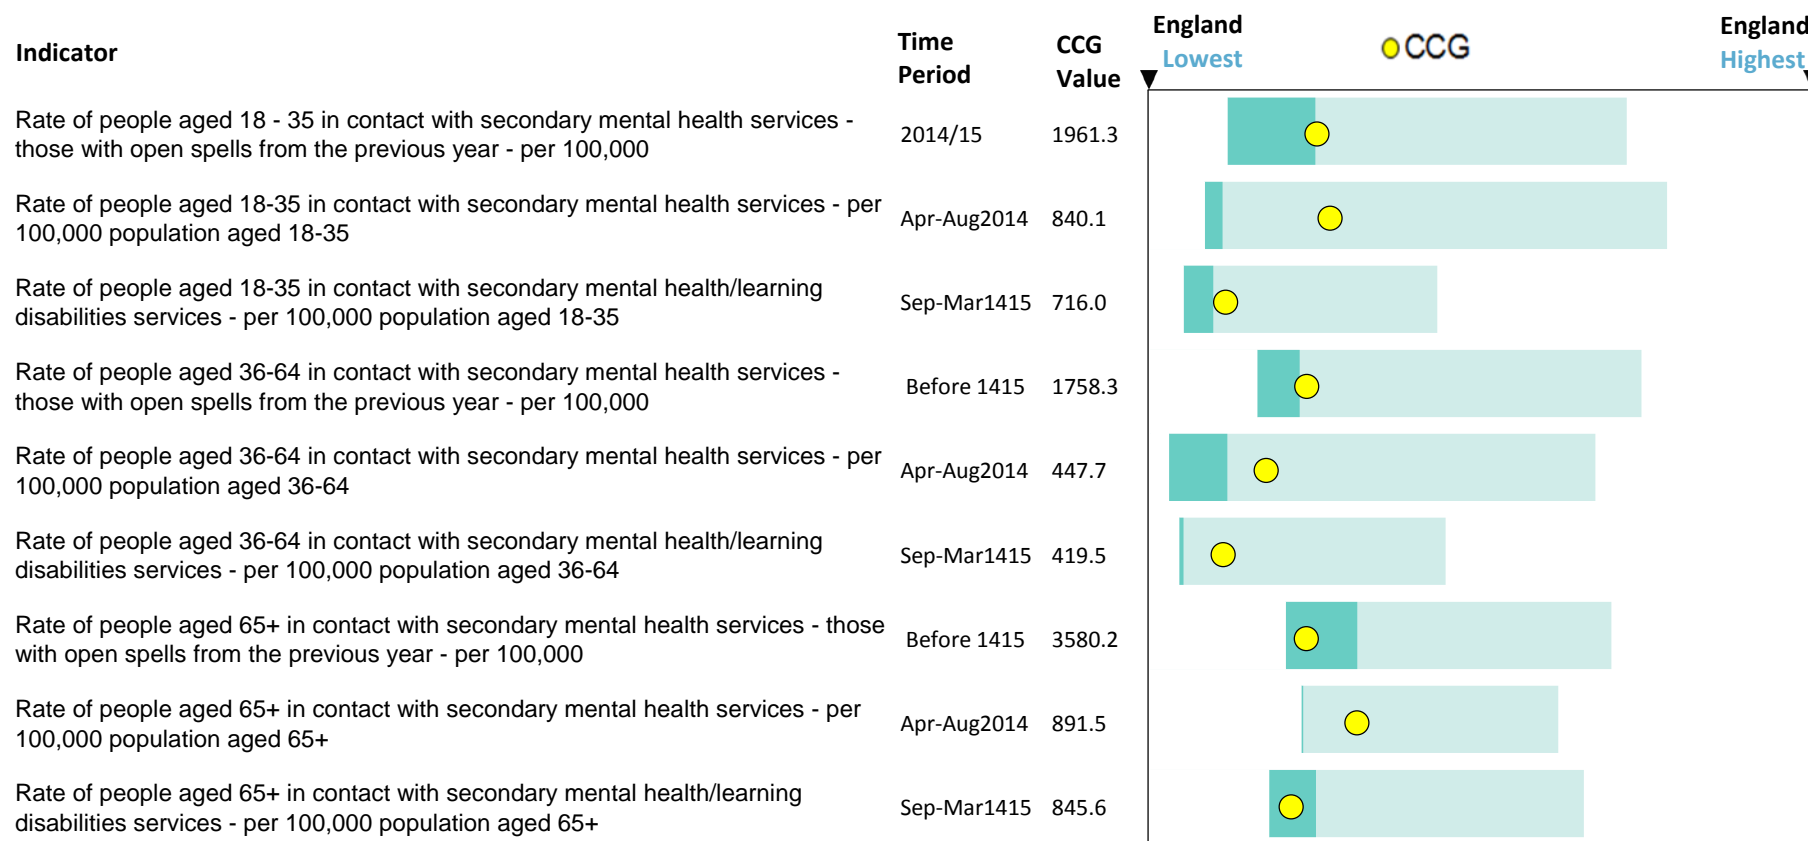 Indicator
Time Period
CCG Value
England Lowest
CCG
England Highest
Rate of people aged 18 - 35 in contact with secondary mental health services -
those with open spells from the previous year - per 100,000
2014/15 1961.3
Rate of people aged 18-35 in contact with secondary mental health services - per
100,000 population aged 18-35
Apr-Aug2014 840.1
Rate of people aged 18-35 in contact with secondary mental health/learning
disabilities services - per 100,000 population aged 18-35
Sep-Mar1415 716.0
Rate of people aged 36-64 in contact with secondary mental health services -
those with open spells from the previous year - per 100,000
Before 1415 1758.3
Rate of people aged 36-64 in contact with secondary mental health services - per
100,000 population aged 36-64
Apr-Aug2014 447.7
Rate of people aged 36-64 in contact with secondary mental health/learning
disabilities services - per 100,000 population aged 36-64
Sep-Mar1415 419.5
Rate of people aged 65+ in contact with secondary mental health services - those
with open spells from the previous year - per 100,000
Before 1415 3580.2
Rate of people aged 65+ in contact with secondary mental health services - per
100,000 population aged 65+
Apr-Aug2014 891.5
Rate of people aged 65+ in contact with secondary mental health/learning
disabilities services - per 100,000 population aged 65+
Sep-Mar1415 845.6